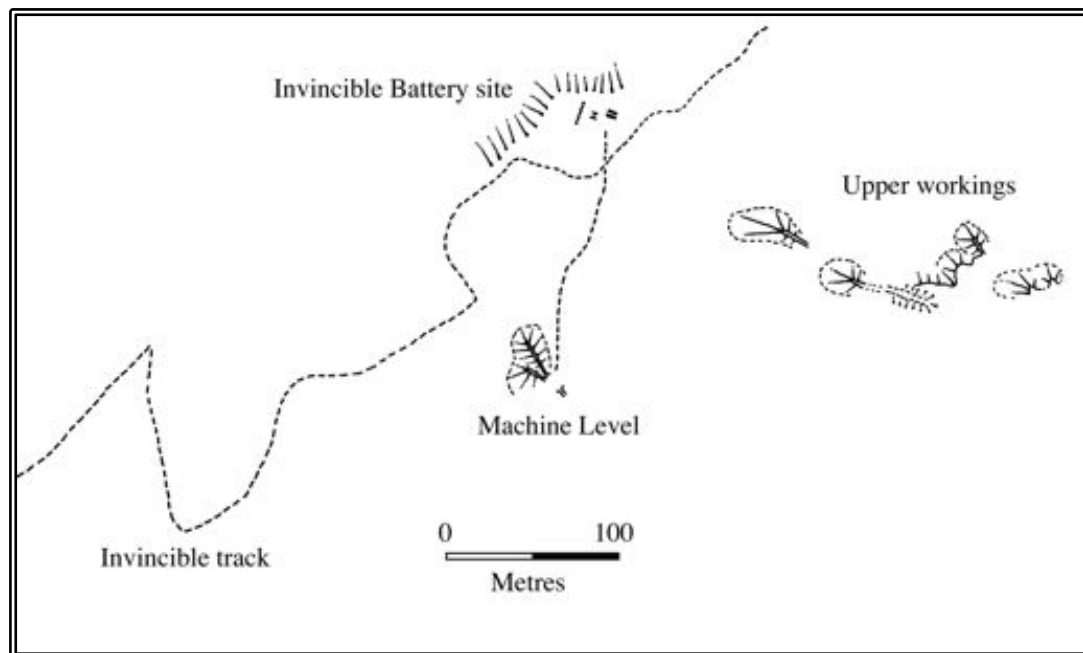 Invincible Battery site
Upper workings
Machine Level
Invincible track
0 100
Metres